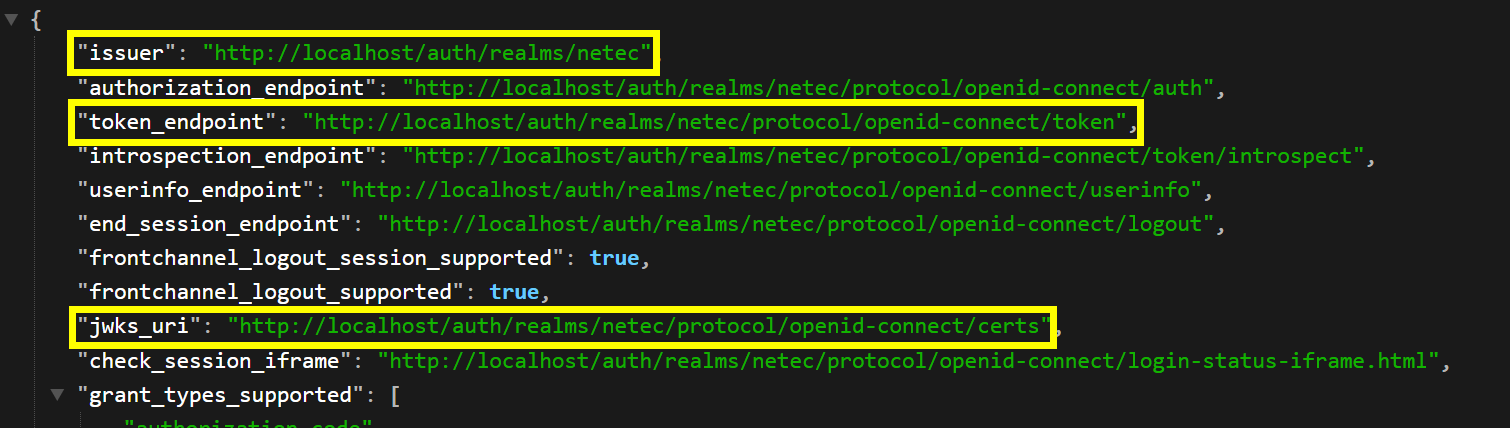 {
"issuer": "http://localhost/auth/realms/netec",
"authorization_endpoint": "http://localhost/auth/realms/netec/protocol/openid-connect/auth",
"token_endpoint": "http://localhost/auth/realms/netec/protocol/openid-connect/token",
"introspection_endpoint": "http://localhost/auth/realms/netec/protocol/openid-connect/token/introspect",
"userinfo_endpoint": "http://localhost/auth/realms/netec/protocol/openid-connect/userinfo",
"end_session_endpoint": "http://localhost/auth/realms/netec/protocol/openid-connect/logout",
"frontchannel_logout_session_supported": true,
"frontchannel_logout_supported": true,
"jwks_uri": "http://localhost/auth/realms/netec/protocol/openid-connect/certs",
"check_session_iframe": "http://localhost/auth/realms/netec/protocol/openid-connect/login-status-iframe.html",
"grant_types_supported": [
"authorization_code"